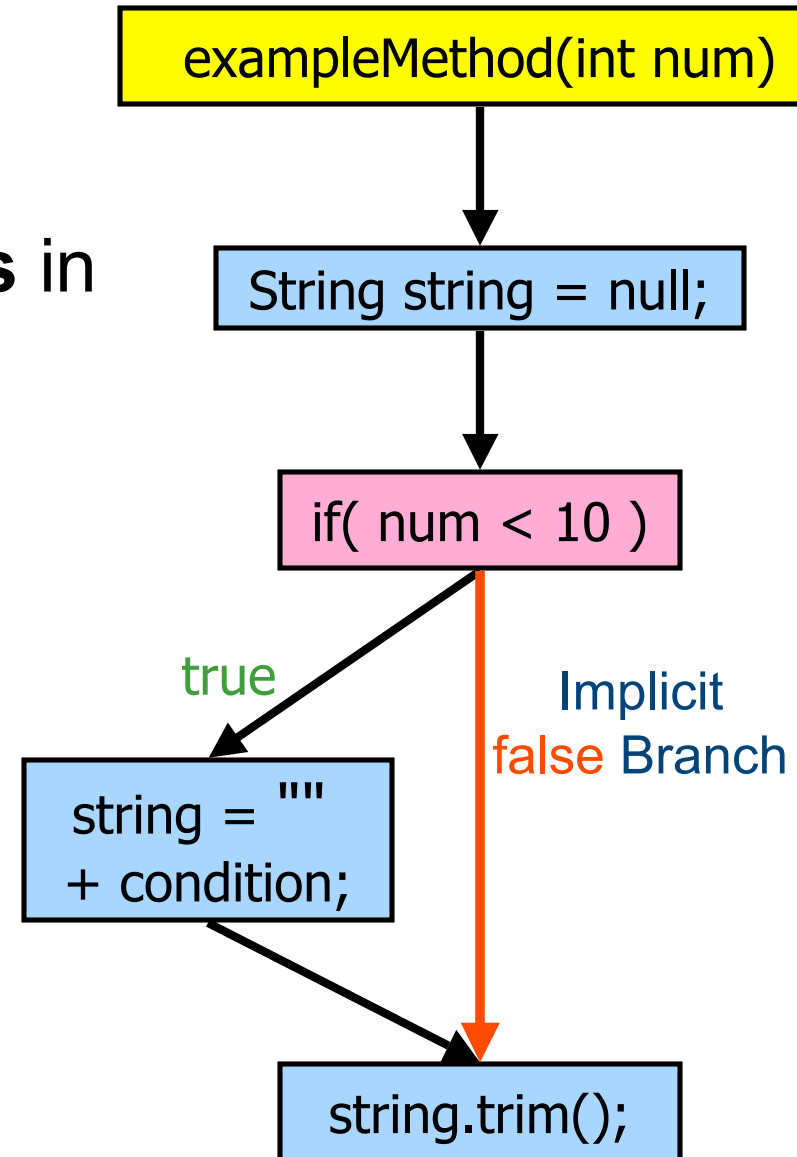 exampleMethod(int num)
s in
String string = null;
if( num < 10 )
true
Implicit
false Branch
string = ""
+ condition;
string.trim();